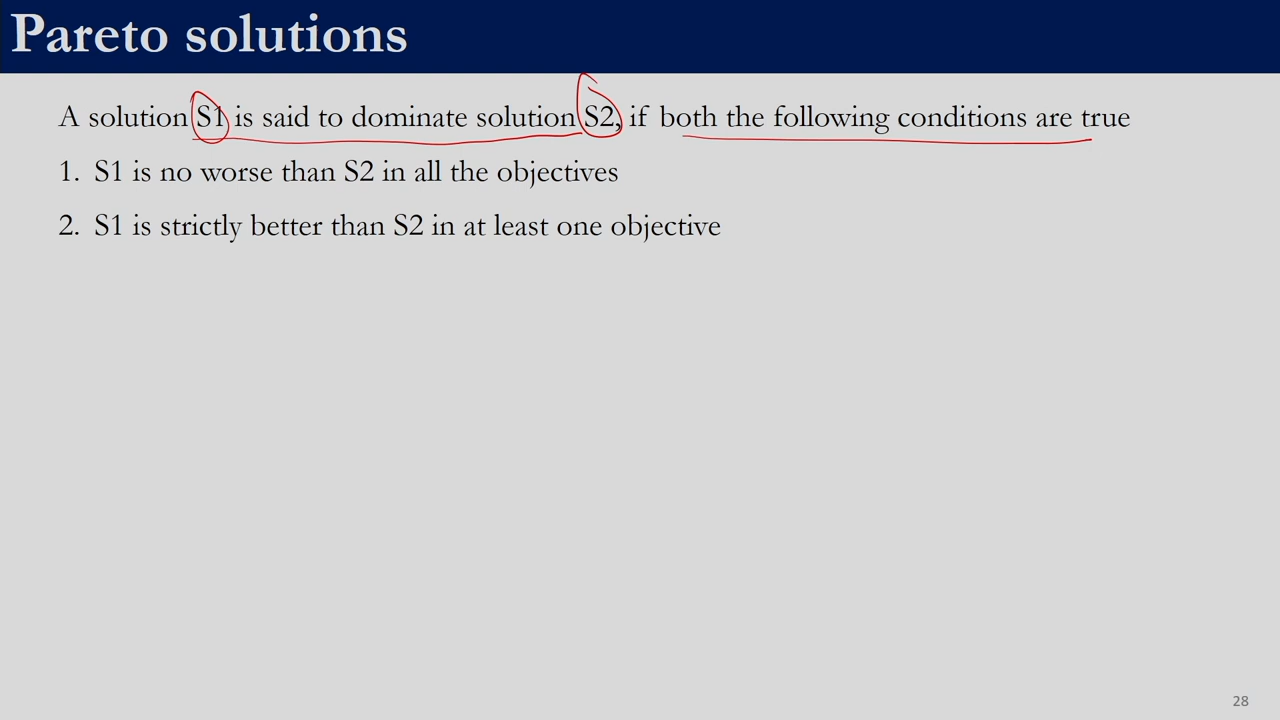 Pareto solutions
A solution S1 is said to dominate solution S2, if both the following conditions are true
1. S1 is no worse than S2 in all the objectives
2. S1 is strictly better than S2 in at least one objective
28